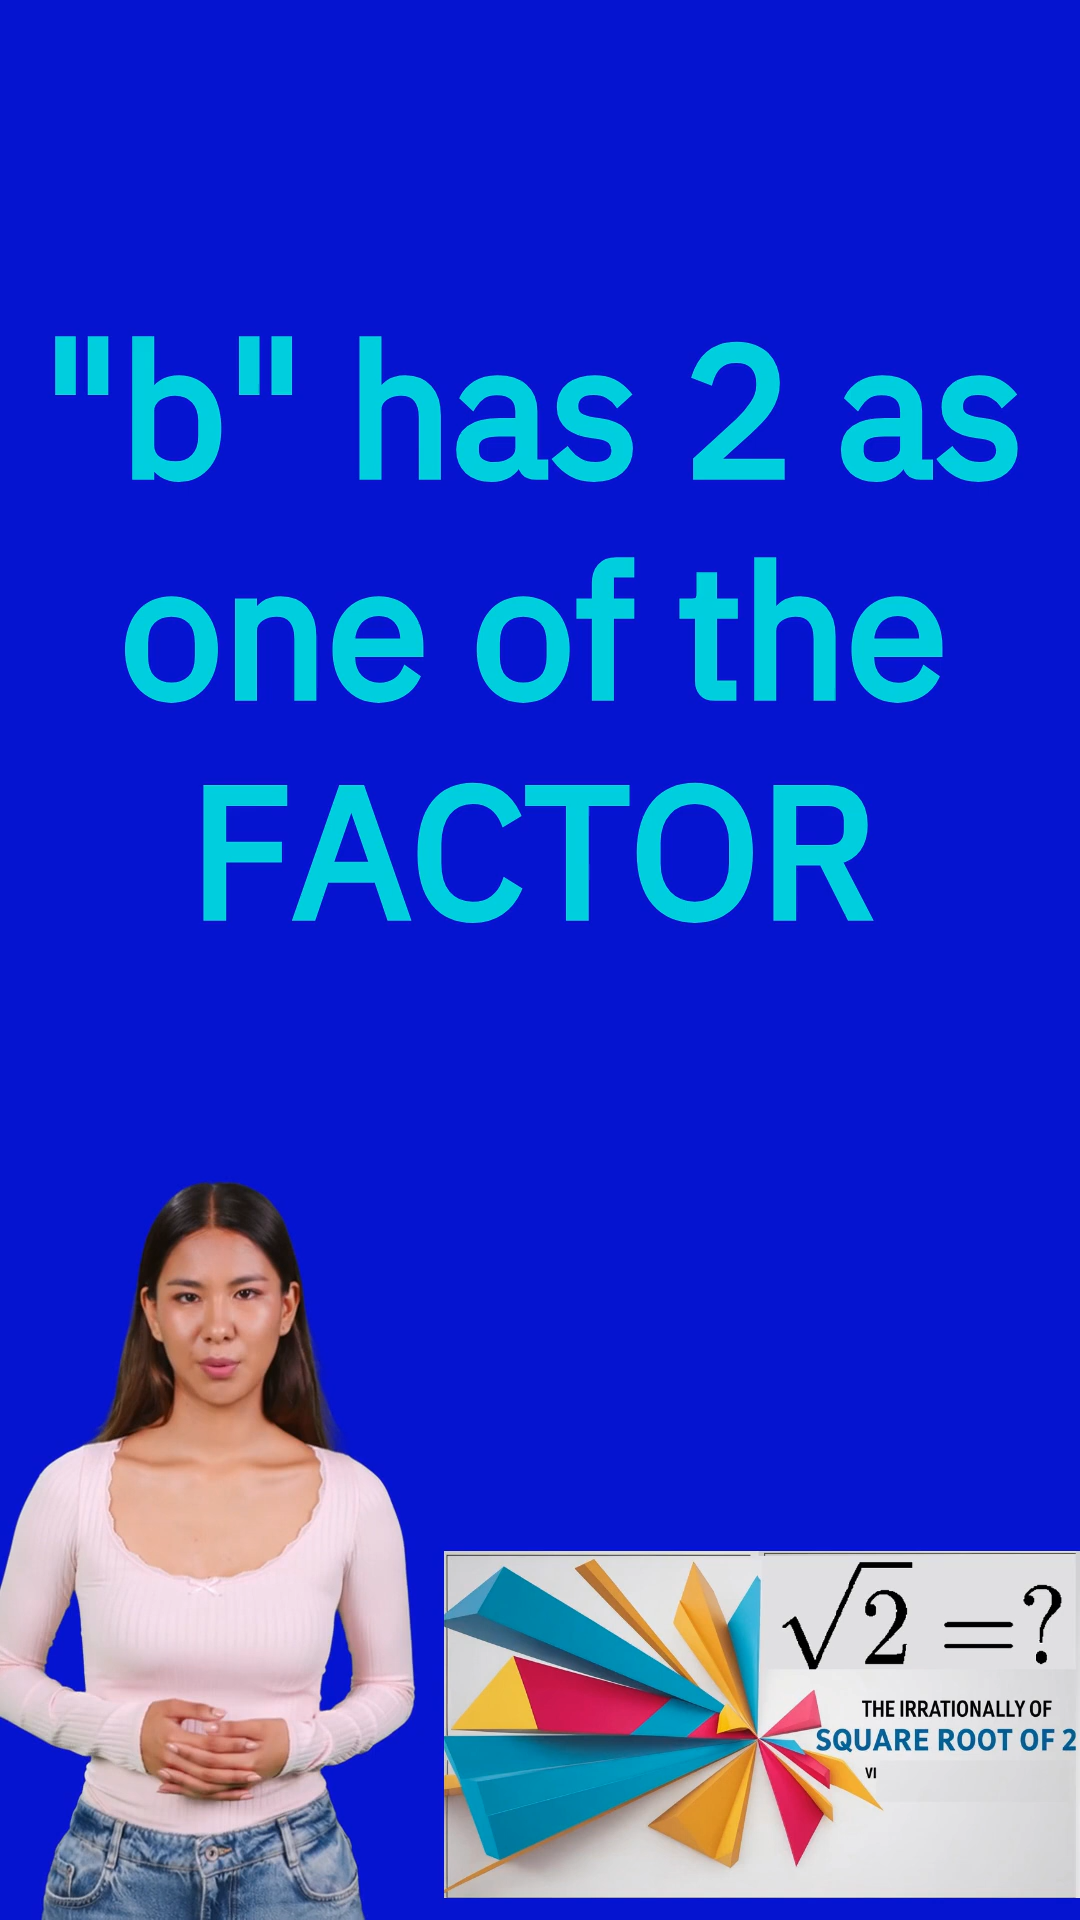 "b" has 2 as
one of the
FACTOR
√2 =?
THE IRRATIONALLY OF
SQUARE ROOT OF 2
VI